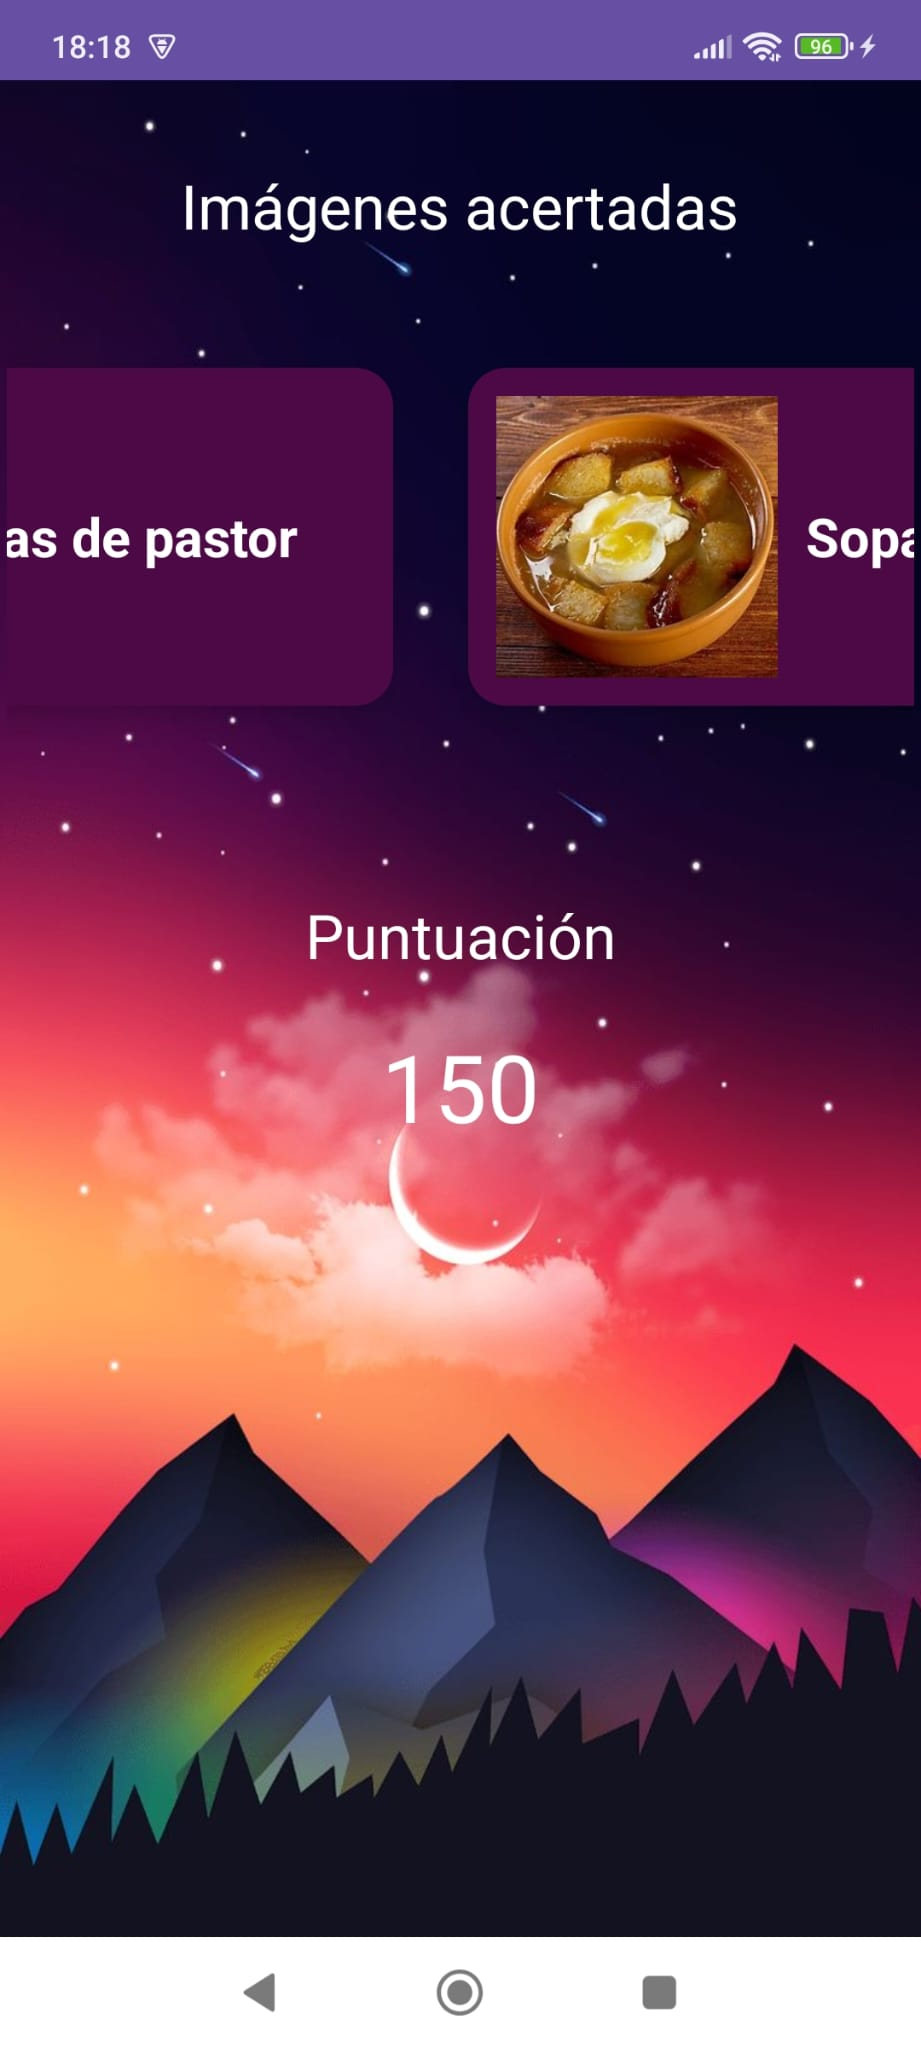 18:18
96
Imágenes acertadas
as de pastor
Sopa
Puntuación
150